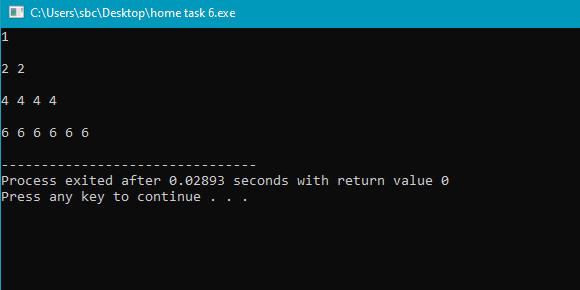 C:\Users\sbc\Desktop\home task 6.exe
1
2 2
4 4 4 4
6 6 6 6 6 6
--------------------------------
Process exited after 0.02893 seconds with return value 0
Press any key to continue . . .